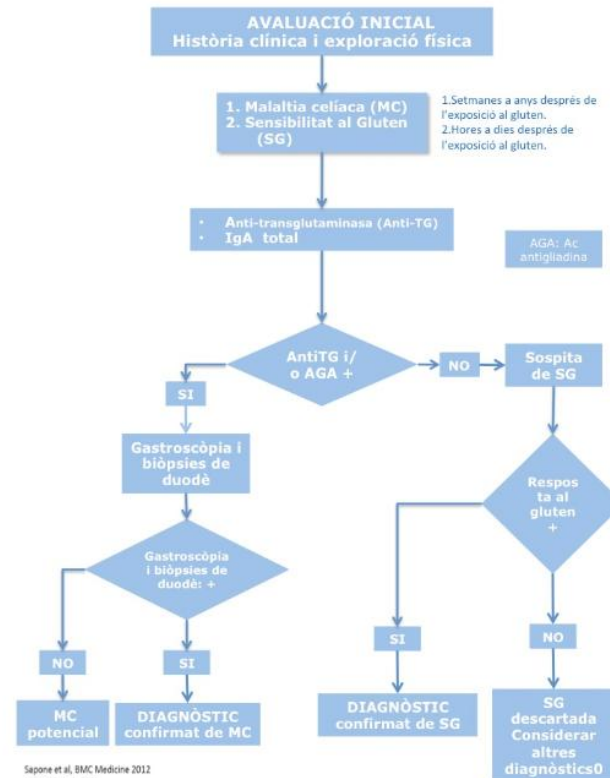 AVALUACIÓ INICIAL
Història clínica i exploració física
1. Malaltia celíaca (MC)
2. Sensibilitat al Gluten
(SG)
1.Setmanes a anys després de
l'exposició al gluten.
2.Hores a dies després de
l'exposició al gluten.
• Anti-transglutaminasa (Anti-TG)
• IgA total
AGA: Ac
antigliadina
AntiTG i/
o AGA +
NO
Sospita
de SG
SI
Gastroscòpia i
biòpsies de
duodè
Respos
ta al
gluten
+
Gastroscòpia
i biòpsies de
duodè: +
NO
SI
SI
NO
MC
potencial
DIAGNÒSTIC
confirmat de MC
DIAGNÒSTIC
confirmat de SG
SG
descartada
Considerar
altres
diagnòstics0
Sapone et al, BMC Medicine 2012